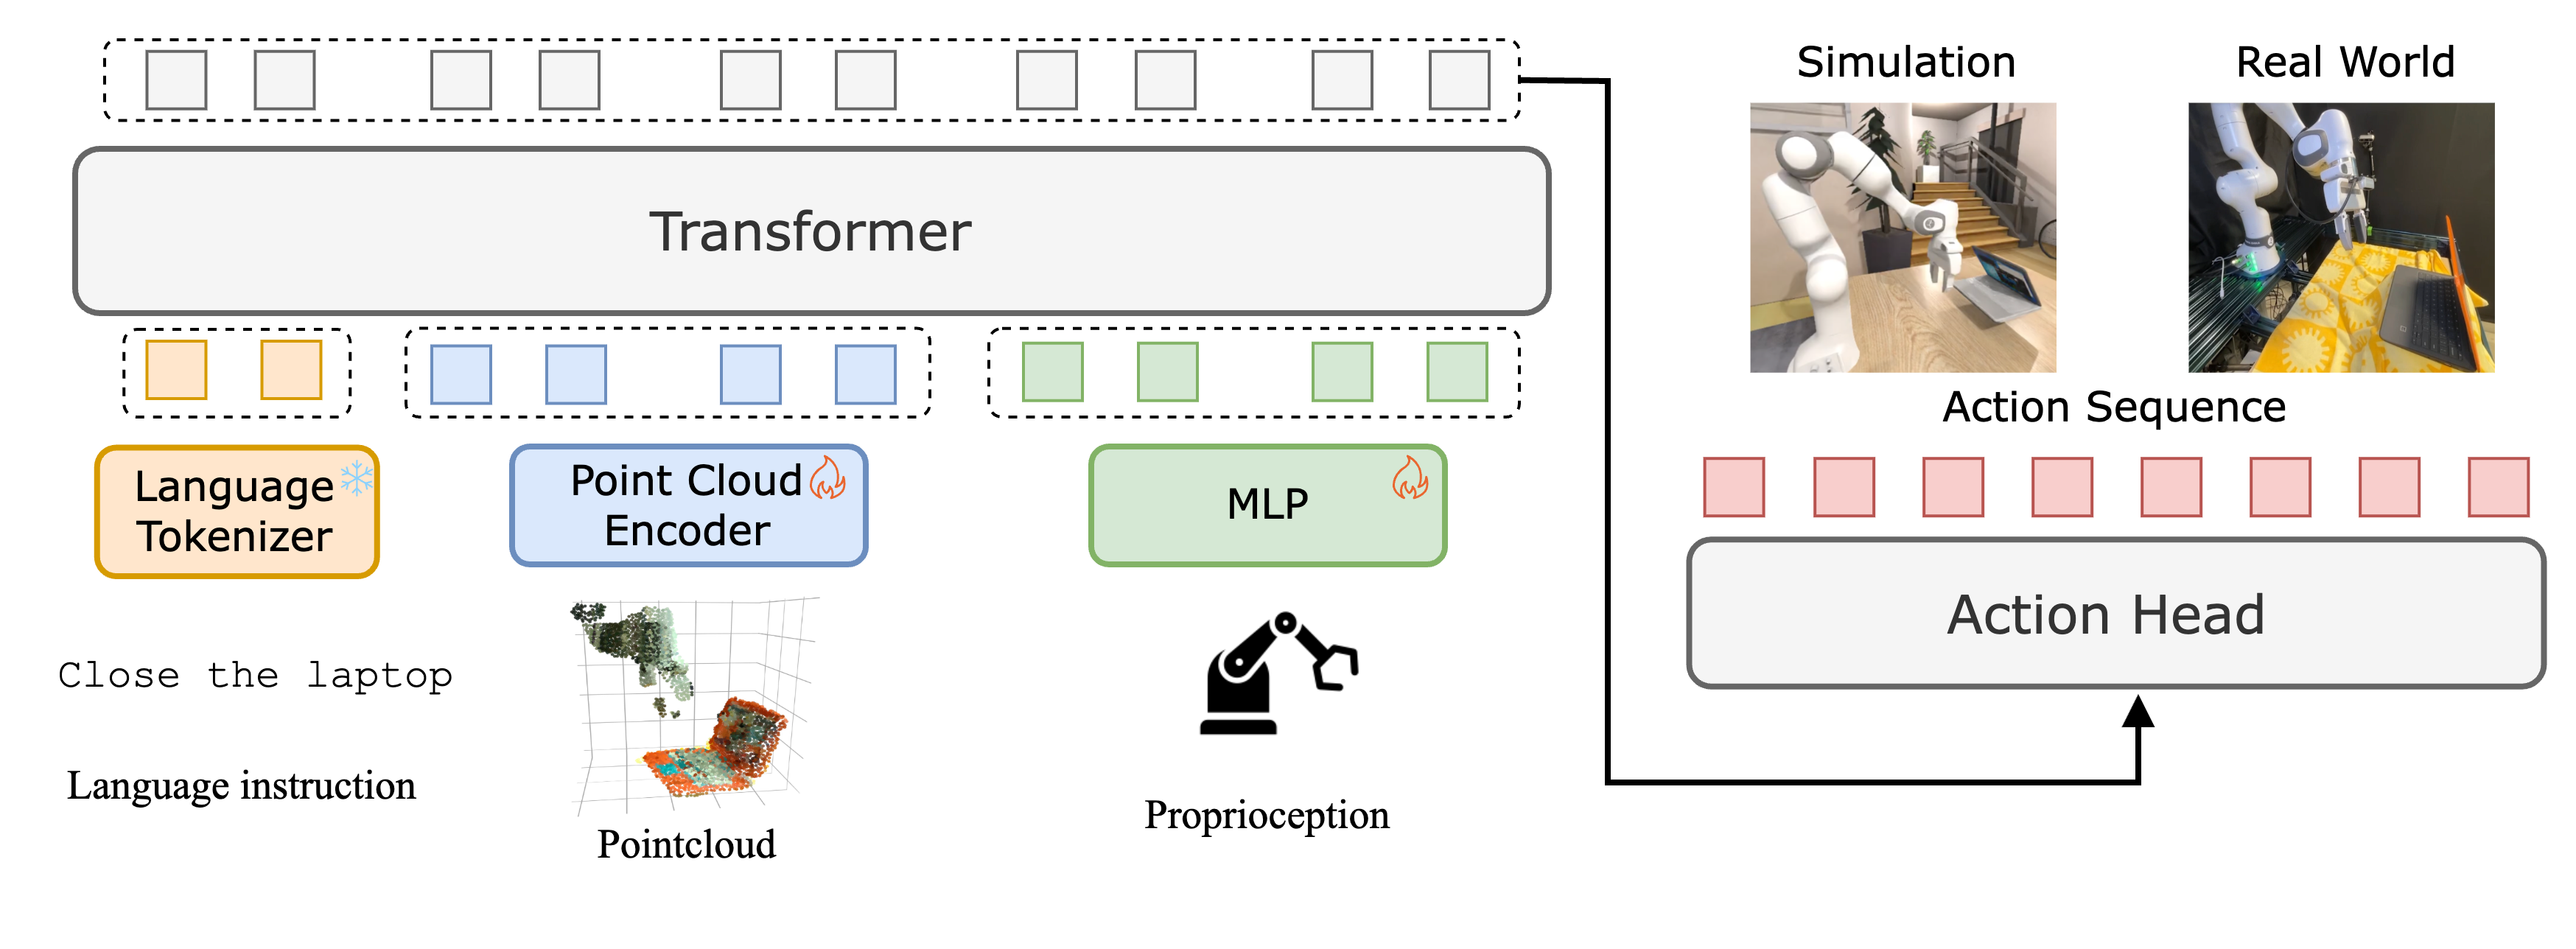 Transformer
Language
Tokenizer
Point Cloud
Encoder
MLP
Close the laptop
Language instruction
Pointcloud
Proprioception
Simulation
Real World
Action Sequence
Action Head